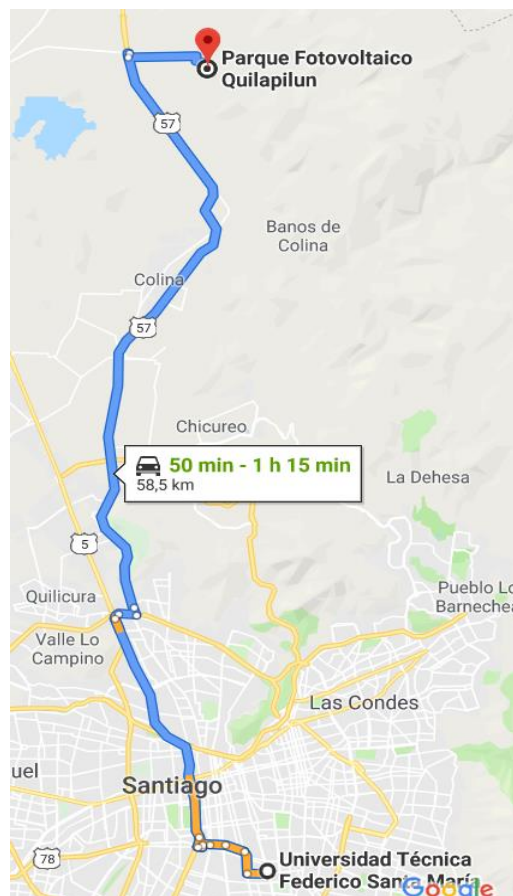 Parque Fotovoltaico
Quilapilun
57
Banos de
Colina
Colina
57
Chicureo
50 min - 1 h 15 min
58,5 km
La Dehesa
5
Quilicura
Pueblo Lo
Barnechea
Valle Lo
Campino
Las Condes
uel
Santiago
78
Universidad Técnica
Federico Santa María
Google